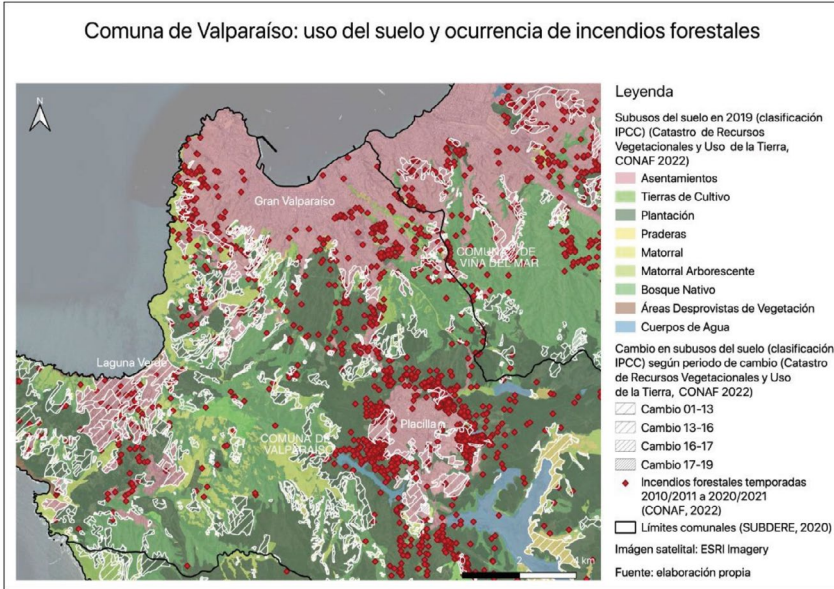 Comuna de Valparaíso: uso del suelo y ocurrencia de incendios forestales
N
Gran Valparaíso
COMUNA DE
VIÑA DEL MAR
Laguna Verde
Placilla
COMUNA DE
VALPARAÍSO
2
4 km
Leyenda
Subusos del suelo en 2019 (clasificación
IPCC) (Catastro de Recursos
Vegetacionales y Uso de la Tierra,
CONAF 2022)
Asentamientos
Tierras de Cultivo
Plantación
Praderas
Matorral
Matorral Arborescente
Bosque Nativo
Áreas Desprovistas de Vegetación
Cuerpos de Agua
Cambio en subusos del suelo (clasificación
IPCC) según periodo de cambio (Catastro
de Recursos Vegetacionales y Uso
de la Tierra, CONAF 2022)
Cambio 01-13
Cambio 13-16
Cambio 16-17
Cambio 17-19
Incendios forestales temporadas
2010/2011 a 2020/2021
(CONAF, 2022)
Límites comunales (SUBDERE, 2020)
Imágen satelital: ESRI Imagery
Fuente: elaboración propia